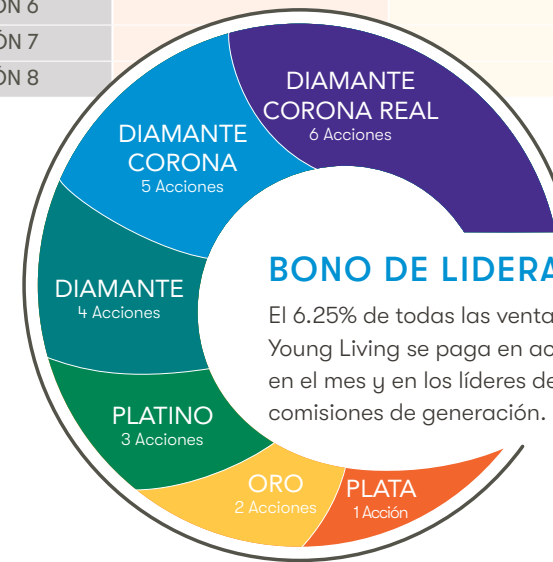 ÓN 6
ÓN 7
ÓN 8
DIAMANTE
CORONA REAL
6 Acciones
DIAMANTE
CORONA
5 Acciones
DIAMANTE
4 Acciones
PLATINO
3 Acciones
ORO
2 Acciones
PLATA
1 Acción
BONO DE LIDERA
El 6.25% de todas las venta
Young Living se paga en ac
en el mes y en los líderes de
comisiones de generación.